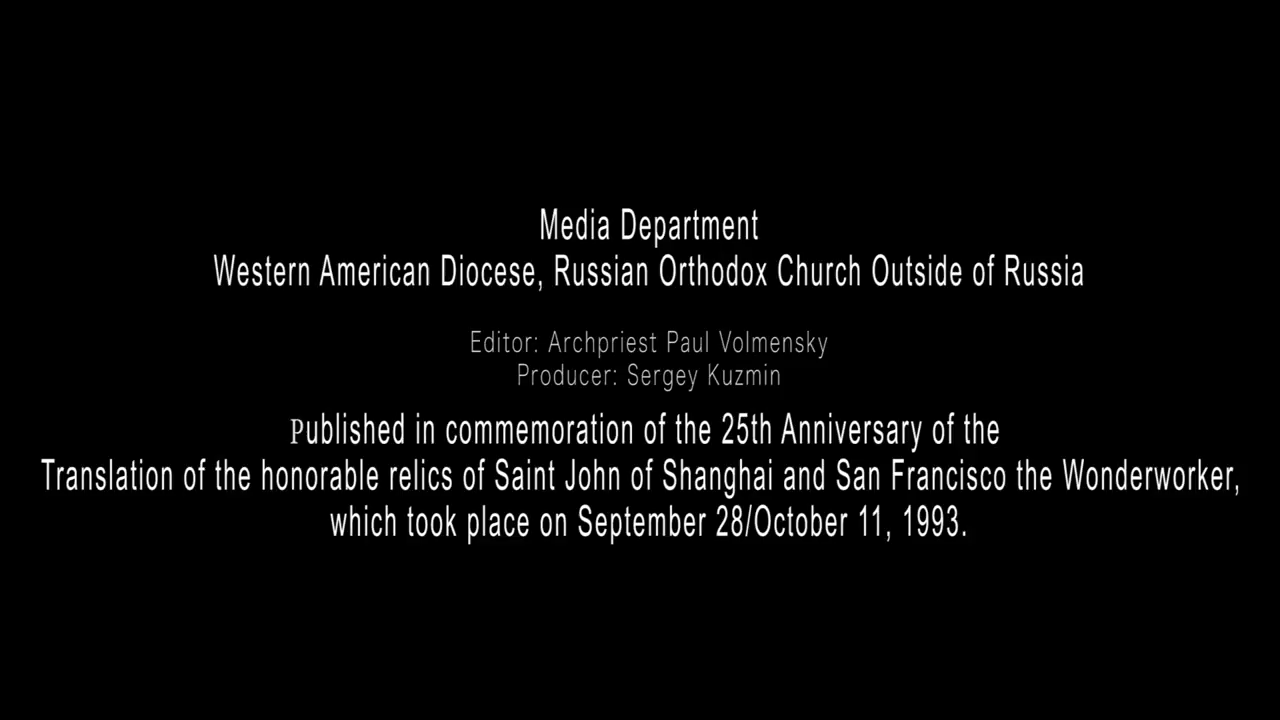 Media Department
Western American Diocese, Russian Orthodox Church Outside of Russia
Editor: Archpriest Paul Volmensky
Producer: Sergey Kuzmin
Published in commemoration of the 25th Anniversary of the
Translation of the honorable relics of Saint John of Shanghai and San Francisco the Wonderworker,
which took place on September 28/October 11, 1993.